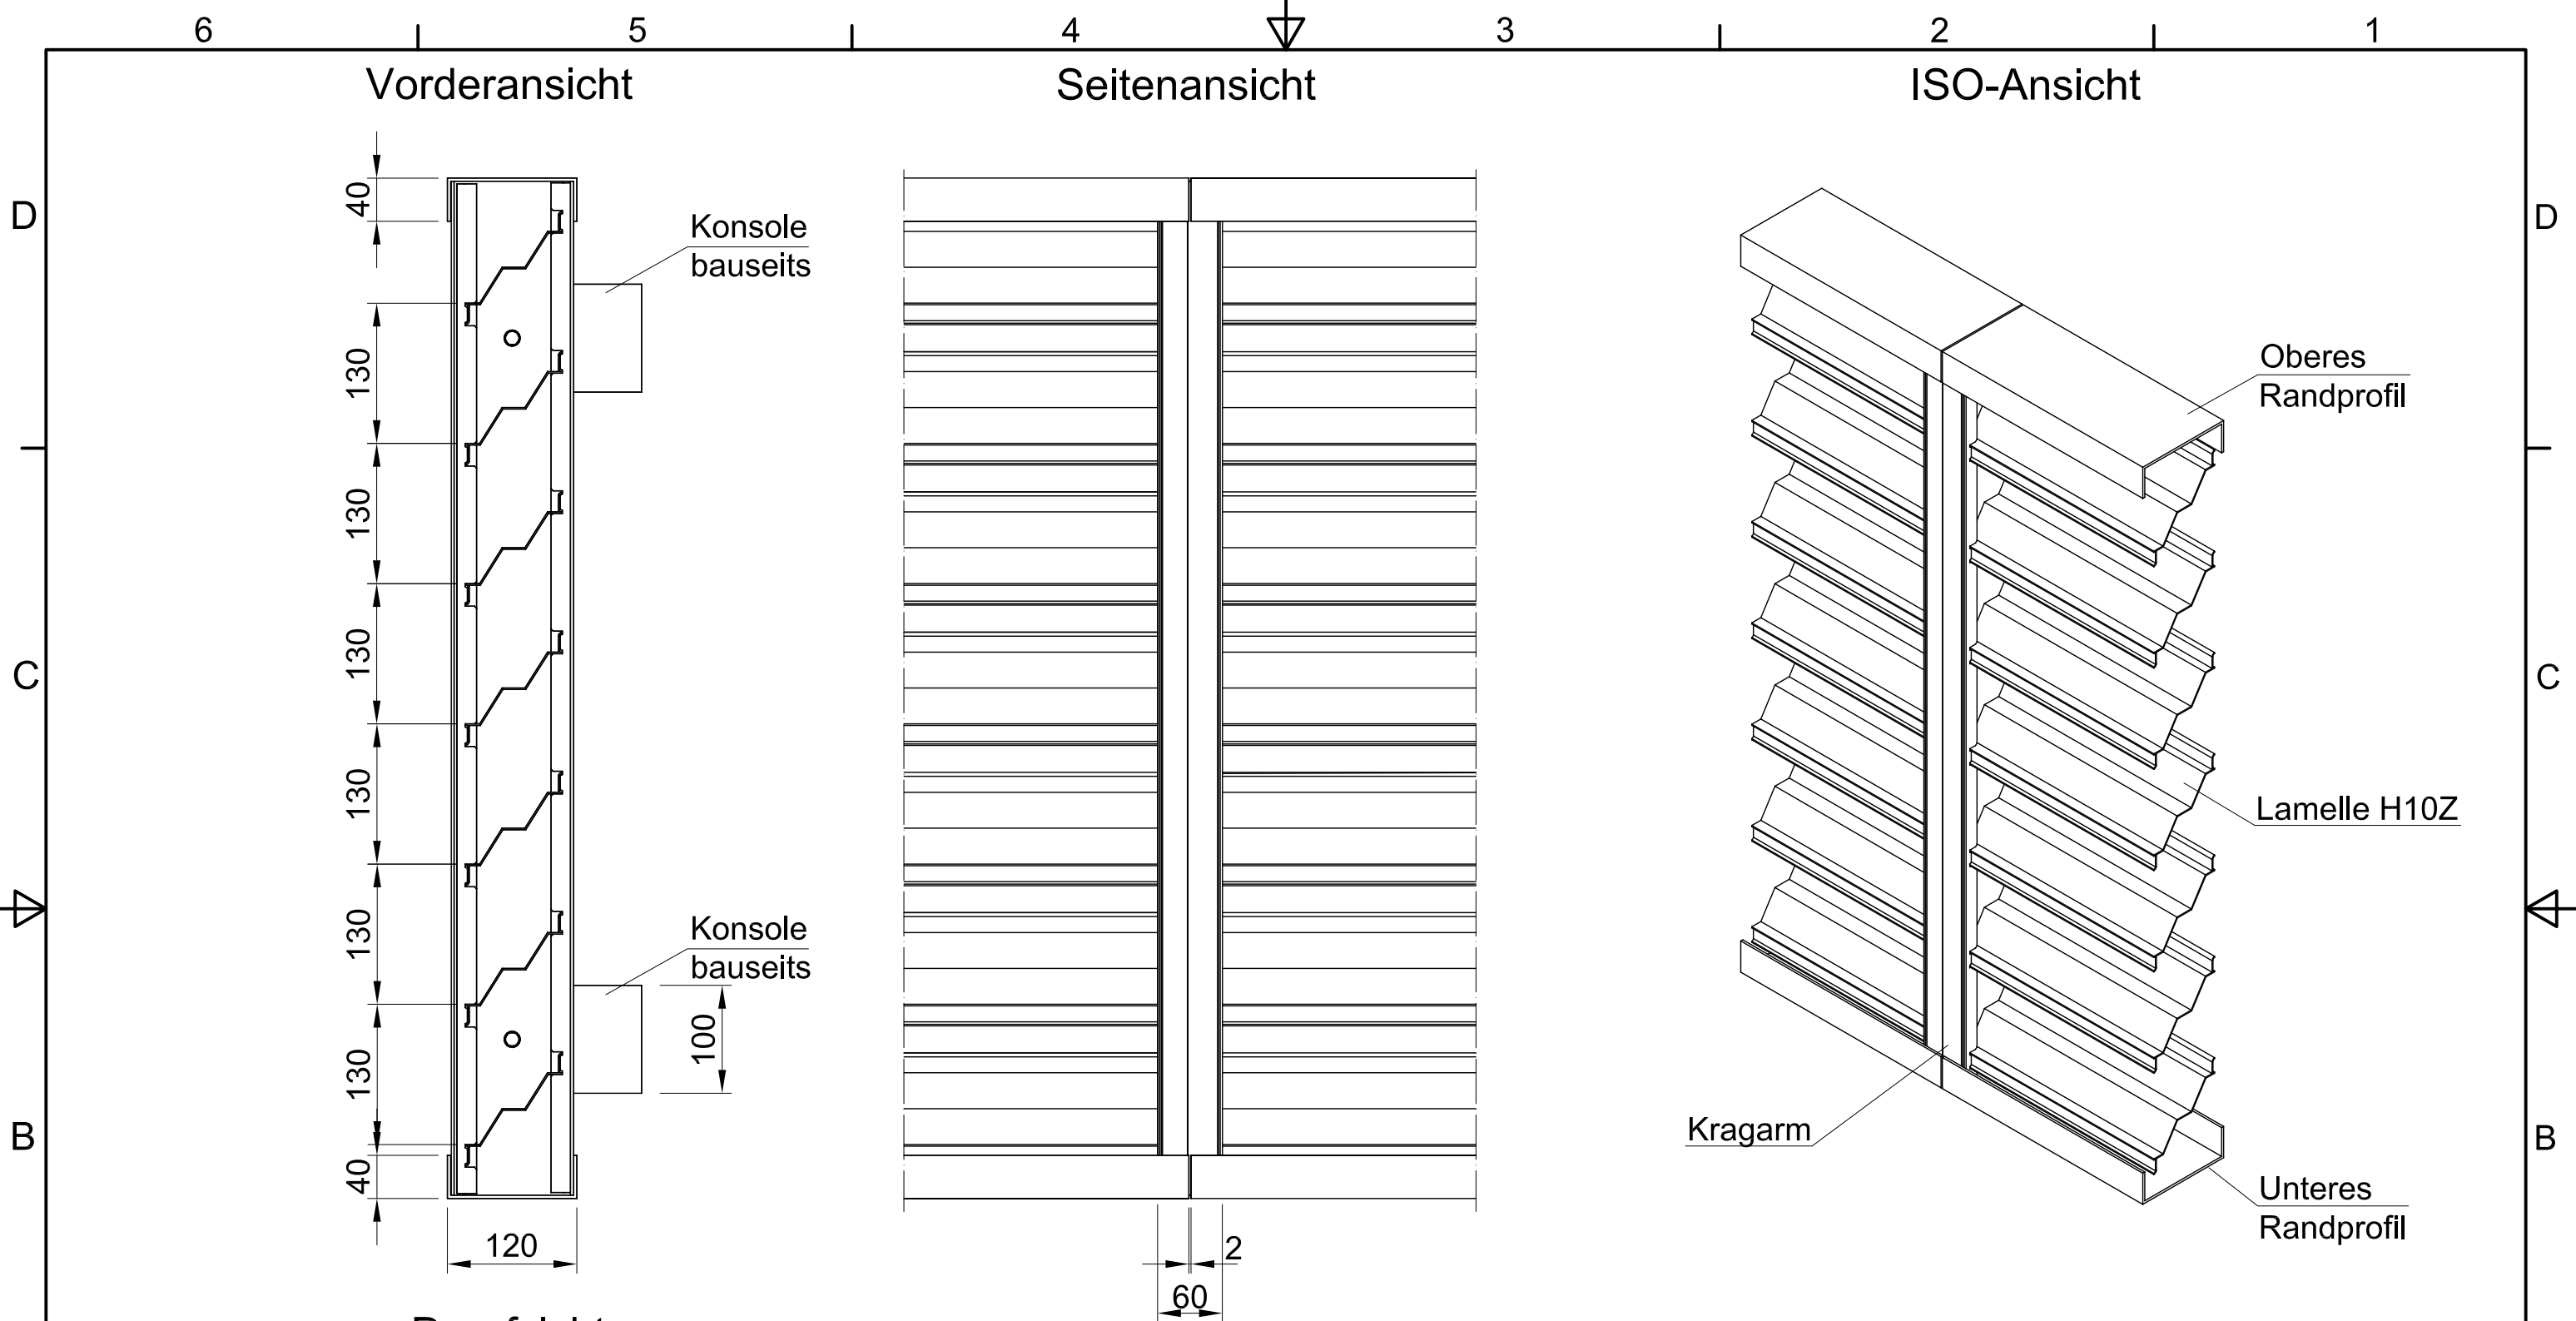 6 5 4 3 2 1
Vorderansicht Seitenansicht ISO-Ansicht
D D
40
Konsole
bauseits
130
Oberes
Randprofil
130
130
C C
130
Lamelle H10Z
130
Konsole
bauseits
100
130
B B
Kragarm
40
Unteres
Randprofil
120
2
60